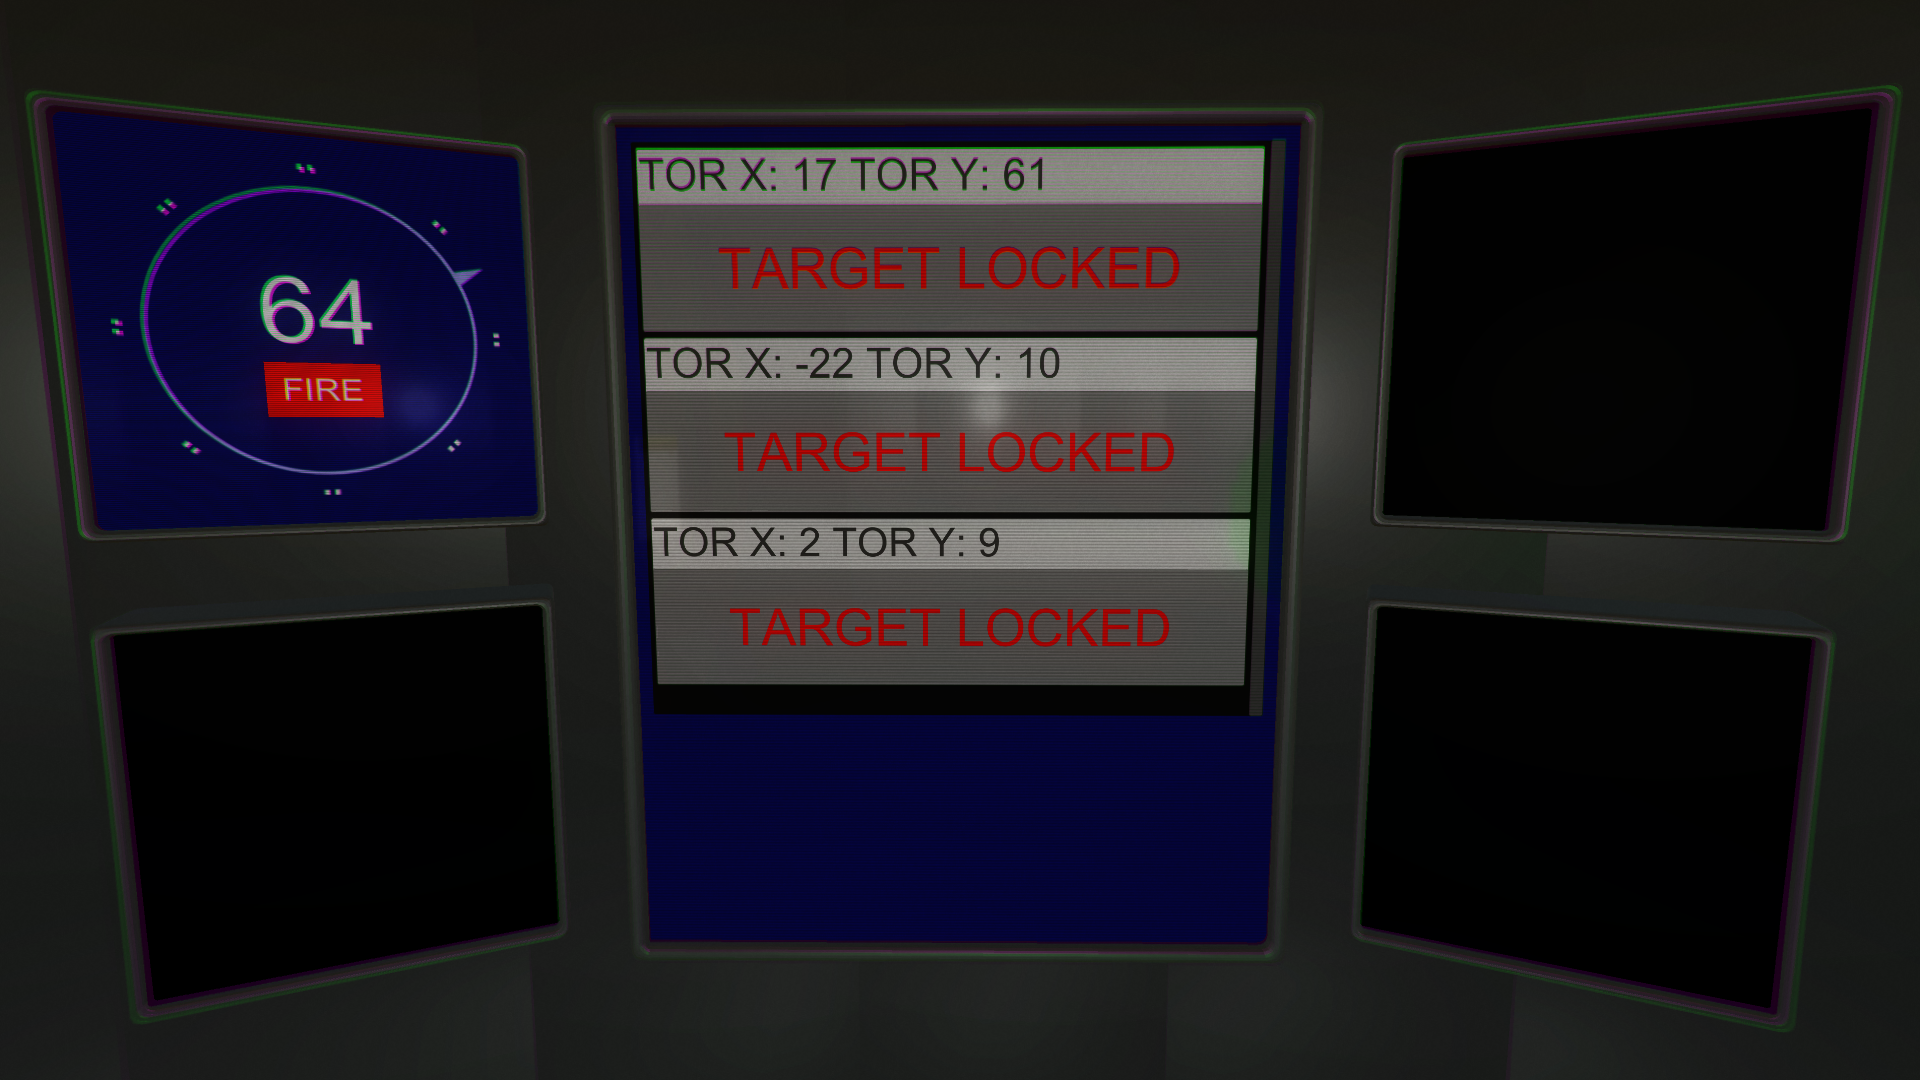 64
FIRE
TOR X: 17 TOR Y: 61
TARGET LOCKED
TOR X: -22 TOR Y: 10
TARGET LOCKED
TOR X: 2 TOR Y: 9
TARGET LOCKED